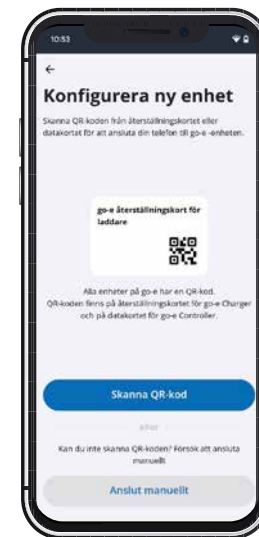 10:53
Konfigurera ny enhet
Skanna QR-koden från återställningskortet eller
datakortet för att ansluta din telefon till go-e -enheten.
go-e återställningskort för
laddare
Alla enheter på go-e har en QR-kod.
QR-koden finns på återställningskortet för go-e Charger
och på datakortet för go-e Controller.
Skanna QR-kod
eller
Kan du inte skanna QR-koden? Försök att ansluta
manuellt
Anslut manuellt